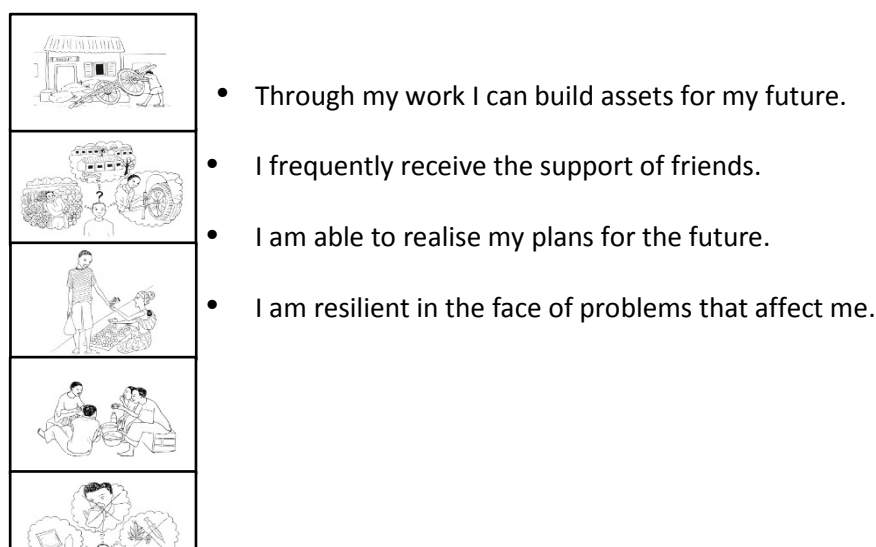 • Through my work I can build assets for my future.
• I frequently receive the support of friends.
• I am able to realise my plans for the future.
• I am resilient in the face of problems that affect me.
?